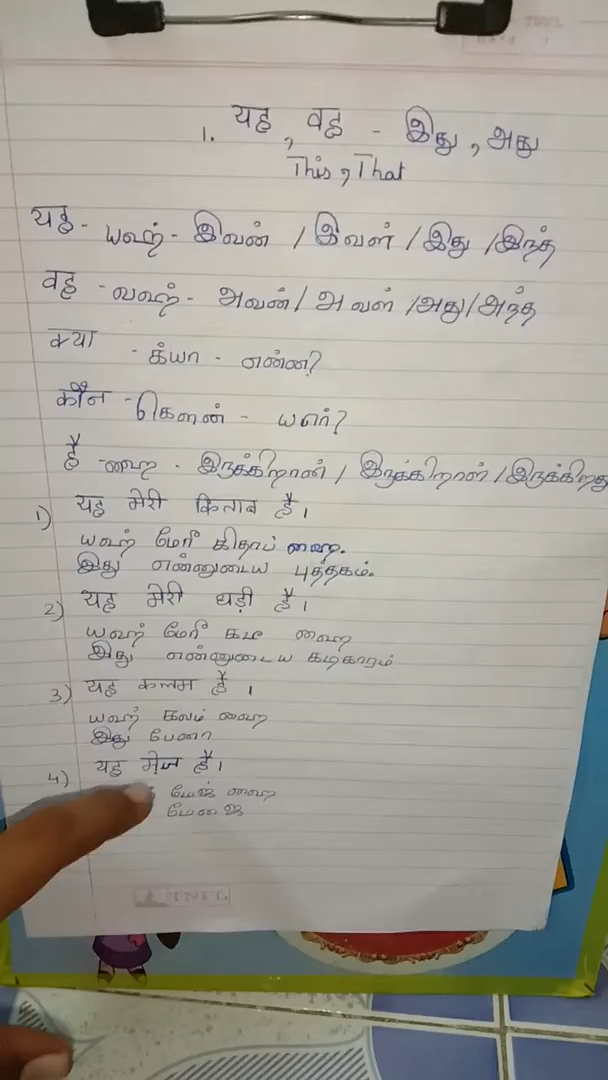 1. यह , वह - இது , அது
This , That
यह - யஹ் - இவன் / இவள் / இது / இந்த
वह - வஹ் - அவன் / அவள் / அது / அந்த
क्या - க்யா - என்ன?
कौन - கௌன் - யார்?
है - ஹை - இருக்கிறான் / இருக்கிறாள் / இருக்கிறது
1) यह मेरी किताब है।
யஹ் மேரீ கிதாப் ஹை.
இது என்னுடைய புத்தகம்.
2) यह मेरी घड़ी है।
யஹ் மேரீ கடீ ஹை
இது என்னுடைய கடிகாரம்
3) यह कलम है ।
யஹ் கலம் ஹை
இது பேனா
4) यह मेज है।
மேஜ் ஹை
மேஜை